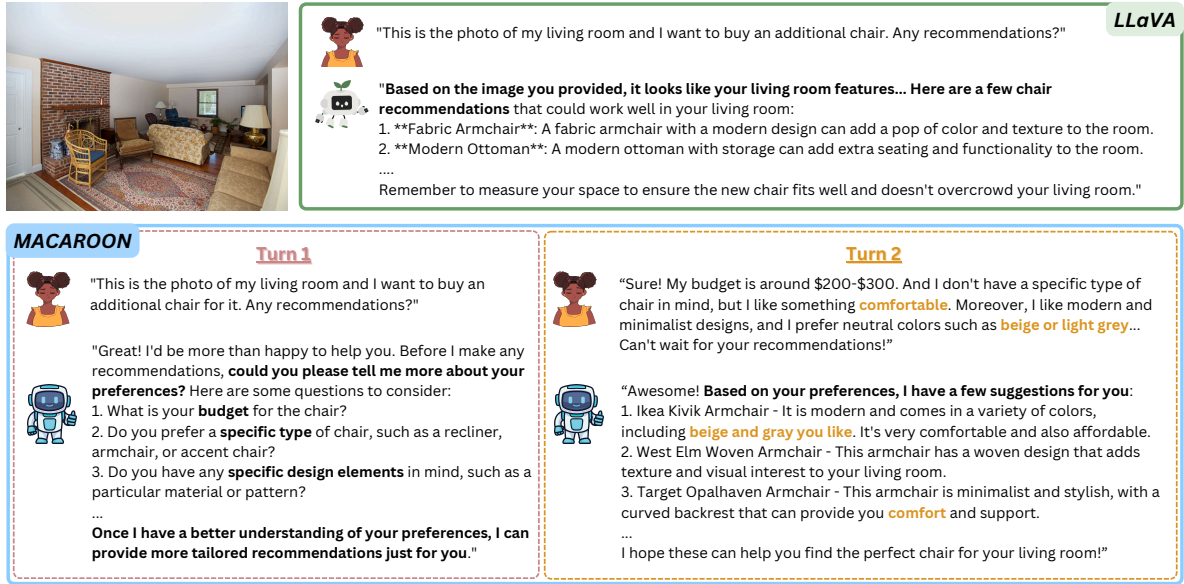 LLaVA
"This is the photo of my living room and I want to buy an additional chair. Any recommendations?"
"Based on the image you provided, it looks like your living room features... Here are a few chair
recommendations that could work well in your living room:
1. **Fabric Armchair**: A fabric armchair with a modern design can add a pop of color and texture to the room.
2. **Modern Ottoman**: A modern ottoman with storage can add extra seating and functionality to the room.
....
Remember to measure your space to ensure the new chair fits well and doesn't overcrowd your living room."
MACAROON
Turn 1
"This is the photo of my living room and I want to buy an
additional chair for it. Any recommendations?"
"Great! I'd be more than happy to help you. Before I make any
recommendations, could you please tell me more about your
preferences? Here are some questions to consider:
1. What is your budget for the chair?
2. Do you prefer a specific type of chair, such as a recliner,
armchair, or accent chair?
3. Do you have any specific design elements in mind, such as a
particular material or pattern?
...
Once I have a better understanding of your preferences, I can
provide more tailored recommendations just for you."
Turn 2
“Sure! My budget is around $200-$300. And I don't have a specific type of
chair in mind, but I like something comfortable. Moreover, I like modern and
minimalist designs, and I prefer neutral colors such as beige or light grey...
Can't wait for your recommendations!”
“Awesome! Based on your preferences, I have a few suggestions for you:
1. Ikea Kivik Armchair - It is modern and comes in a variety of colors,
including beige and gray you like. It's very comfortable and also affordable.
2. West Elm Woven Armchair - This armchair has a woven design that adds
texture and visual interest to your living room.
3. Target Opalhaven Armchair - This armchair is minimalist and stylish, with a
curved backrest that can provide you comfort and support.
...
I hope these can help you find the perfect chair for your living room!”